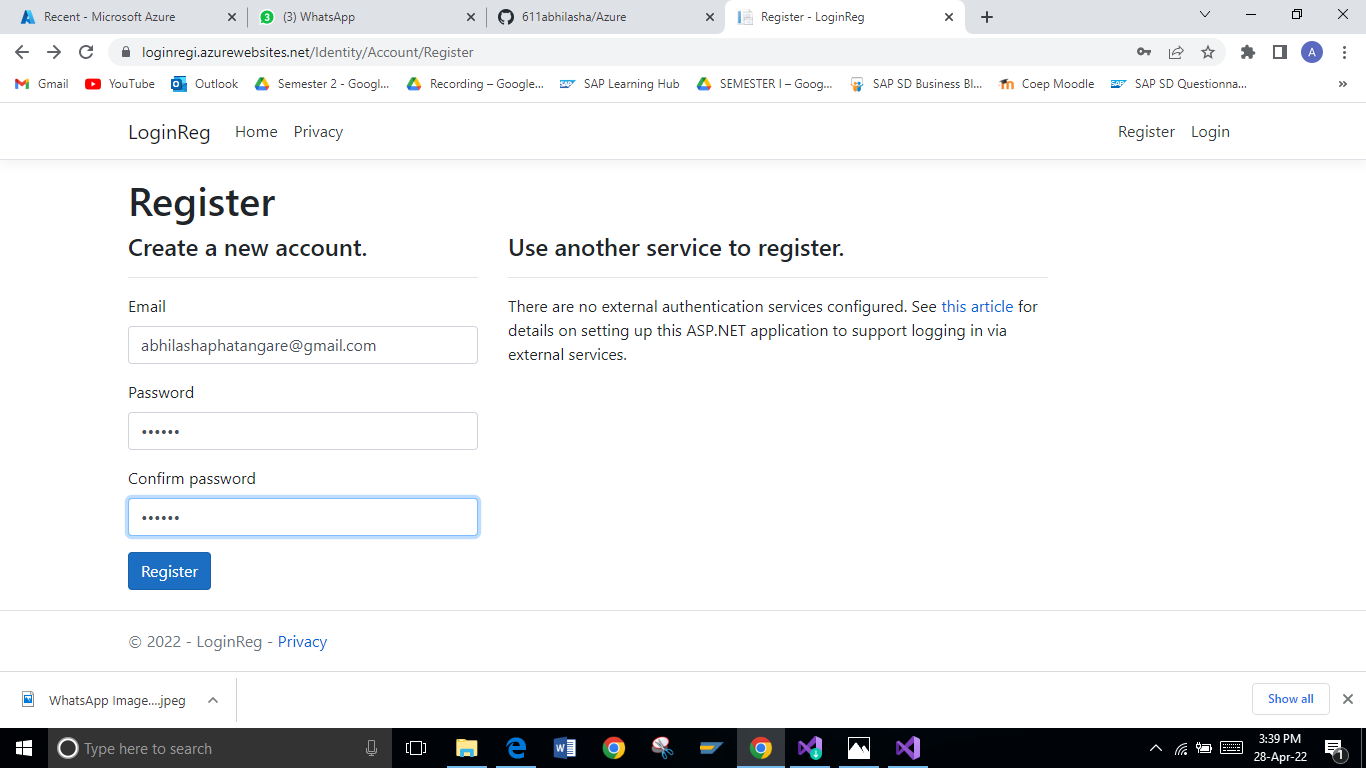 Recent - Microsoft Azure
(3) WhatsApp
611abhilasha/Azure
Register - LoginReg
loginregi.azurewebsites.net/Identity/Account/Register
A
Gmail
YouTube
Outlook
Semester 2 - Googl...
Recording – Google...
SAP Learning Hub
SEMESTER I – Goog...
SAP SD Business Bl...
Coep Moodle
SAP SD Questionna...
»
LoginReg
Home
Privacy
Register
Login
Register
Create a new account.
Use another service to register.
Email
abhilashaphatangare@gmail.com
Password
••••••
Confirm password
••••••
Register
There are no external authentication services configured. See this article for
details on setting up this ASP.NET application to support logging in via
external services.
© 2022 - LoginReg - Privacy
WhatsApp Image....jpeg
Show all
Type here to search
3:39 PM
28-Apr-22
1